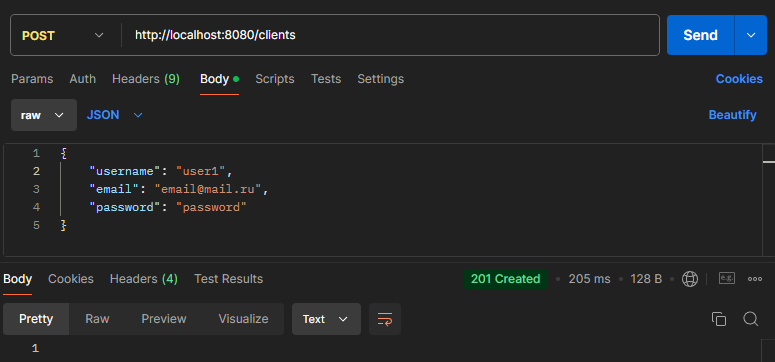 POST http://localhost:8080/clients Send
Params Auth Headers (9) Body Scripts Tests Settings Cookies
raw JSON Beautify
1 {
2 "username": "user1",
3 "email": "email@mail.ru",
4 "password": "password"
5 }
Body Cookies Headers (4) Test Results 201 Created 205 ms 128 B e.g.
Pretty Raw Preview Visualize Text
1